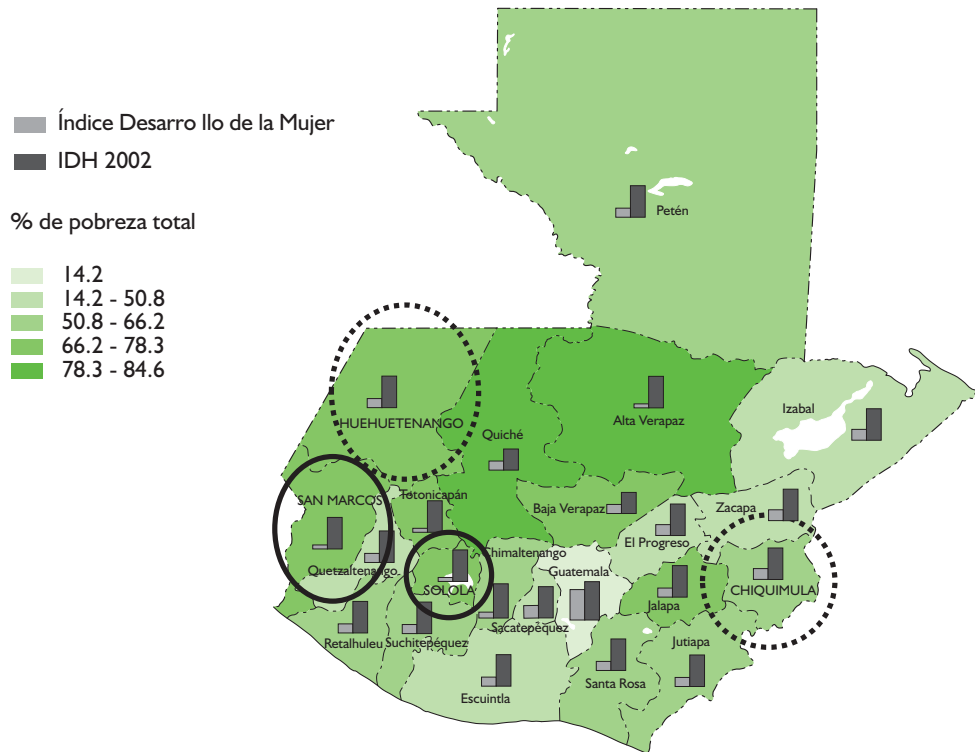 Índice Desarro llo de la Mujer
IDH 2002
% de pobreza total
14.2
14.2 - 50.8
50.8 - 66.2
66.2 - 78.3
78.3 - 84.6
Petén
HUEHUETENANGO
Quiché
Alta Verapaz
Izabal
SAN MARCOS
Totonicapán
Baja Verapaz
Zacapa
Quetzaltenango
Chimaltenango
El Progreso
SOLOLA
Guatemala
CHIQUIMULA
Jalapa
Retalhuleu
Suchitepéquez
Sacatepéquez
Jutiapa
Escuintla
Santa Rosa